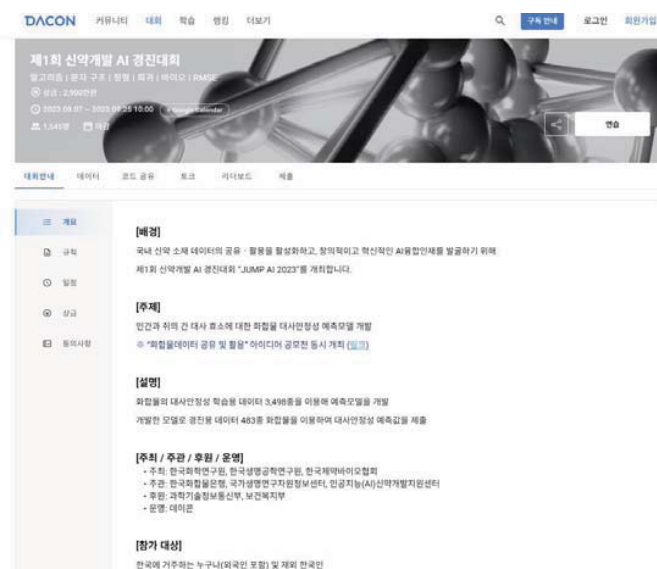 DACON 커뮤니티 대회 학습 랭킹 더보기 구독 안내 로그인 회원가입
제1회 신약개발 AI 경진대회
알고리즘 | 분자 구조 | 정형 | 회귀 | 바이오 | RMSE
상금 : 2,992만원
2023.08.07 ~ 2023.09.25 10:00 + Google Calendar
1,541명 마감
연습
대회안내 데이터 코드 공유 토크 리더보드 제출
개요
규칙
일정
상금
동의사항
[배경]
국내 신약 소재 데이터의 공유 · 활용을 활성화하고, 창의적이고 혁신적인 AI융합인재를 발굴하기 위해
제1회 신약개발 AI 경진대회 "JUMP AI 2023"를 개최합니다.
[주제]
인간과 쥐의 간 대사 효소에 대한 화합물 대사안정성 예측모델 개발
※ "화합물데이터 공유 및 활용" 아이디어 공모전 동시 개최 (링크)
[설명]
화합물의 대사안정성 학습용 데이터 3,498종을 이용해 예측모델을 개발
개발한 모델로 경진용 데이터 483종 화합물을 이용하여 대사안정성 예측값을 제출
[주최 / 주관 / 후원 / 운영]
• 주최: 한국화학연구원, 한국생명공학연구원, 한국제약바이오협회
• 주관: 한국화합물은행, 국가생명연구자원정보센터, 인공지능(AI)신약개발지원센터
• 후원: 과학기술정보통신부, 보건복지부
• 운영: 데이콘
[참가 대상]
한국에 거주하는 누구나(외국인 포함) 및 재외 한국인